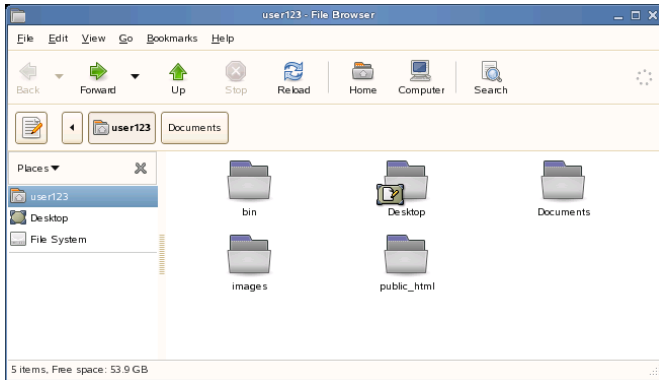 user123 - File Browser
File Edit View Go Bookmarks Help
Back Forward Up Stop Reload Home Computer Search
user123 Documents
Places
user123
Desktop
File System
bin Desktop Documents
images public_html
5 items, Free space: 53.9 GB